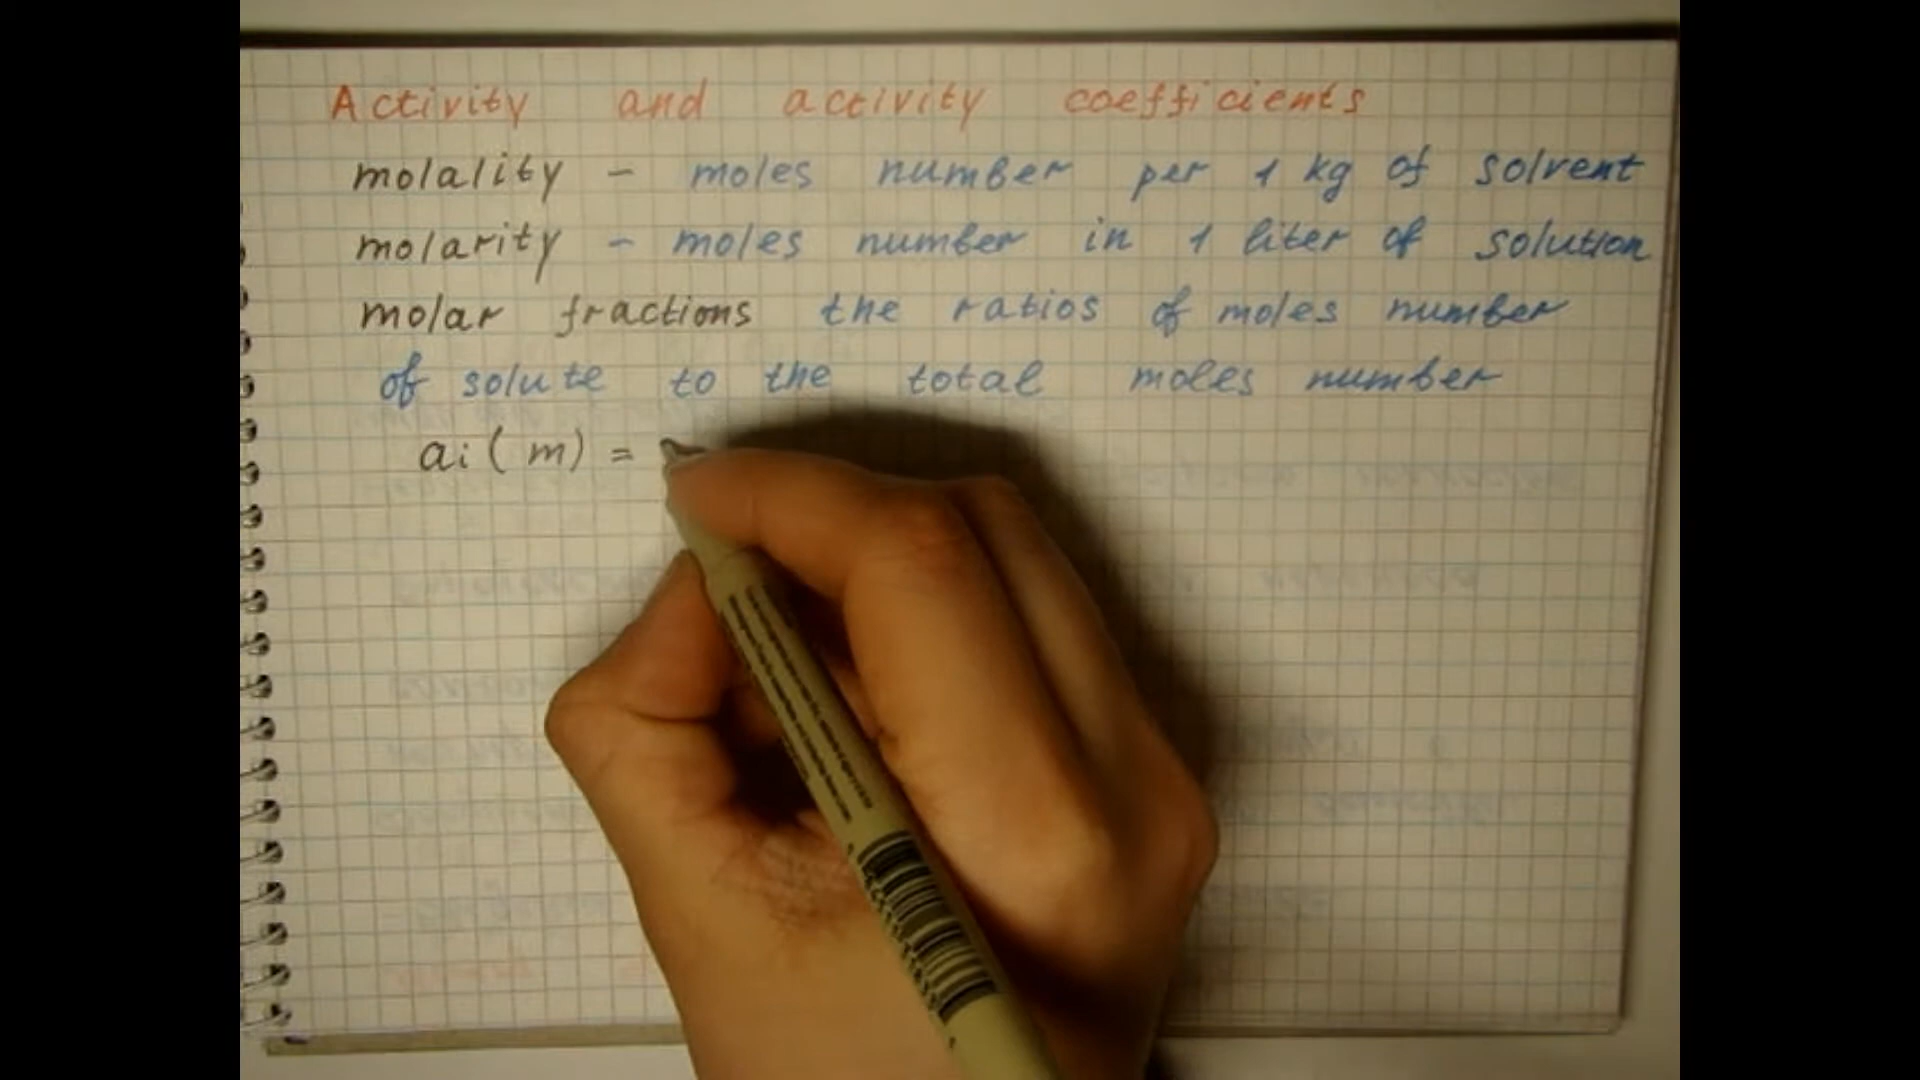 Activity and activity coefficients
molality - moles number per 1 kg of solvent
molarity - moles number in 1 liter of solution
molar fractions the ratios of moles number
of solute to the total moles number
ai ( m) =